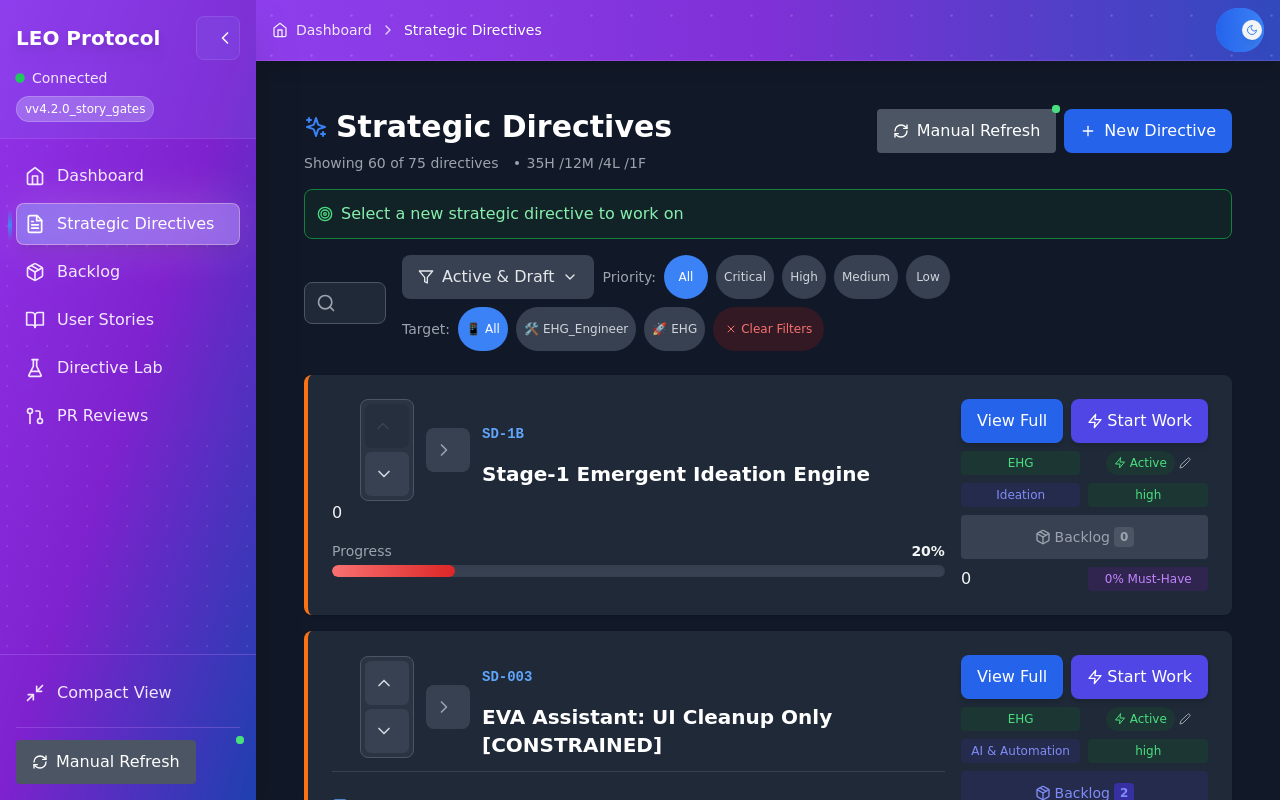 LEO Protocol
Connected
vv4.2.0_story_gates
Dashboard
Strategic Directives
Backlog
User Stories
Directive Lab
PR Reviews
Compact View
Manual Refresh
Dashboard > Strategic Directives
Strategic Directives
Showing 60 of 75 directives • 35H /12M /4L /1F
Manual Refresh
New Directive
Select a new strategic directive to work on
Active & Draft
Priority: All Critical High Medium Low
Target: 📱 All 🛠️ EHG_Engineer 🚀 EHG Clear Filters
SD-1B
Stage-1 Emergent Ideation Engine
0
Progress 20%
View Full Start Work
EHG Active
Ideation high
Backlog 0
0 0% Must-Have
SD-003
EVA Assistant: UI Cleanup Only
[CONSTRAINED]
View Full Start Work
EHG Active
AI & Automation high
Backlog 2